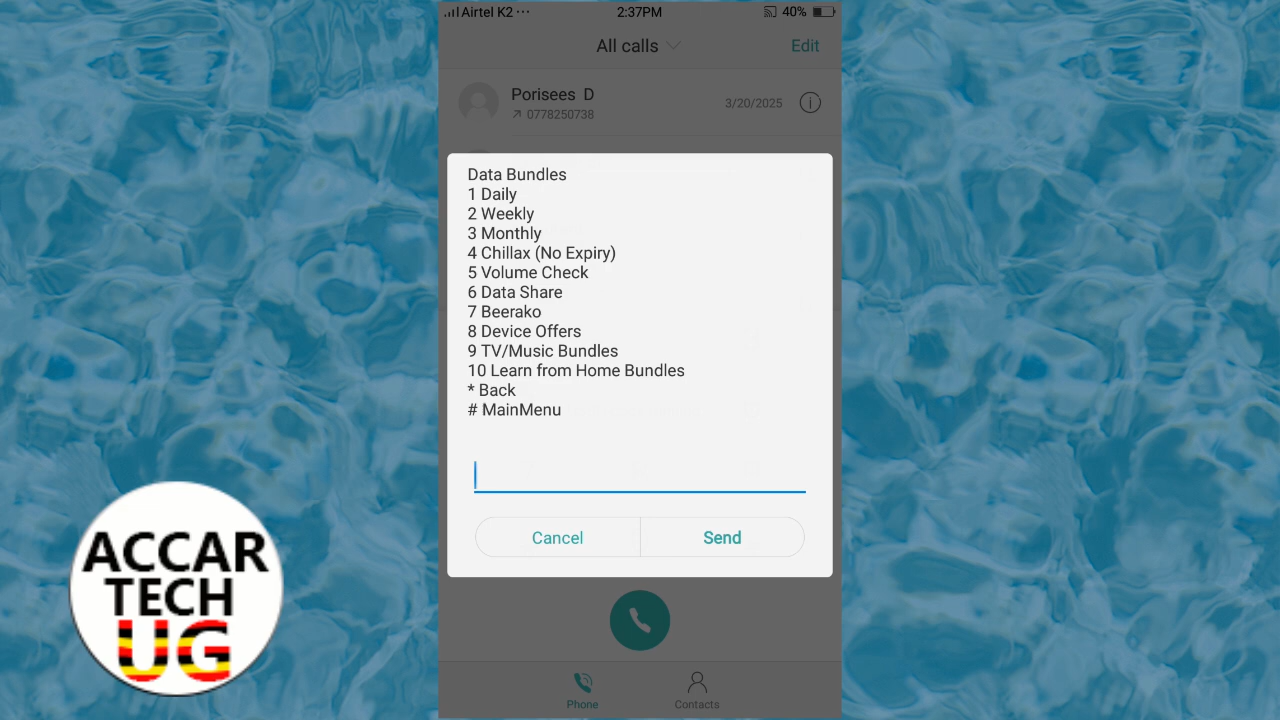 Airtel K2 ··· 2:37PM 40%
All calls Edit
Porisees D
0778250738 3/20/2025
Data Bundles
1 Daily
2 Weekly
3 Monthly
4 Chillax (No Expiry)
5 Volume Check
6 Data Share
7 Beerako
8 Device Offers
9 TV/Music Bundles
10 Learn from Home Bundles
* Back
# MainMenu
Cancel Send
Phone Contacts
ACCAR
TECH
UG